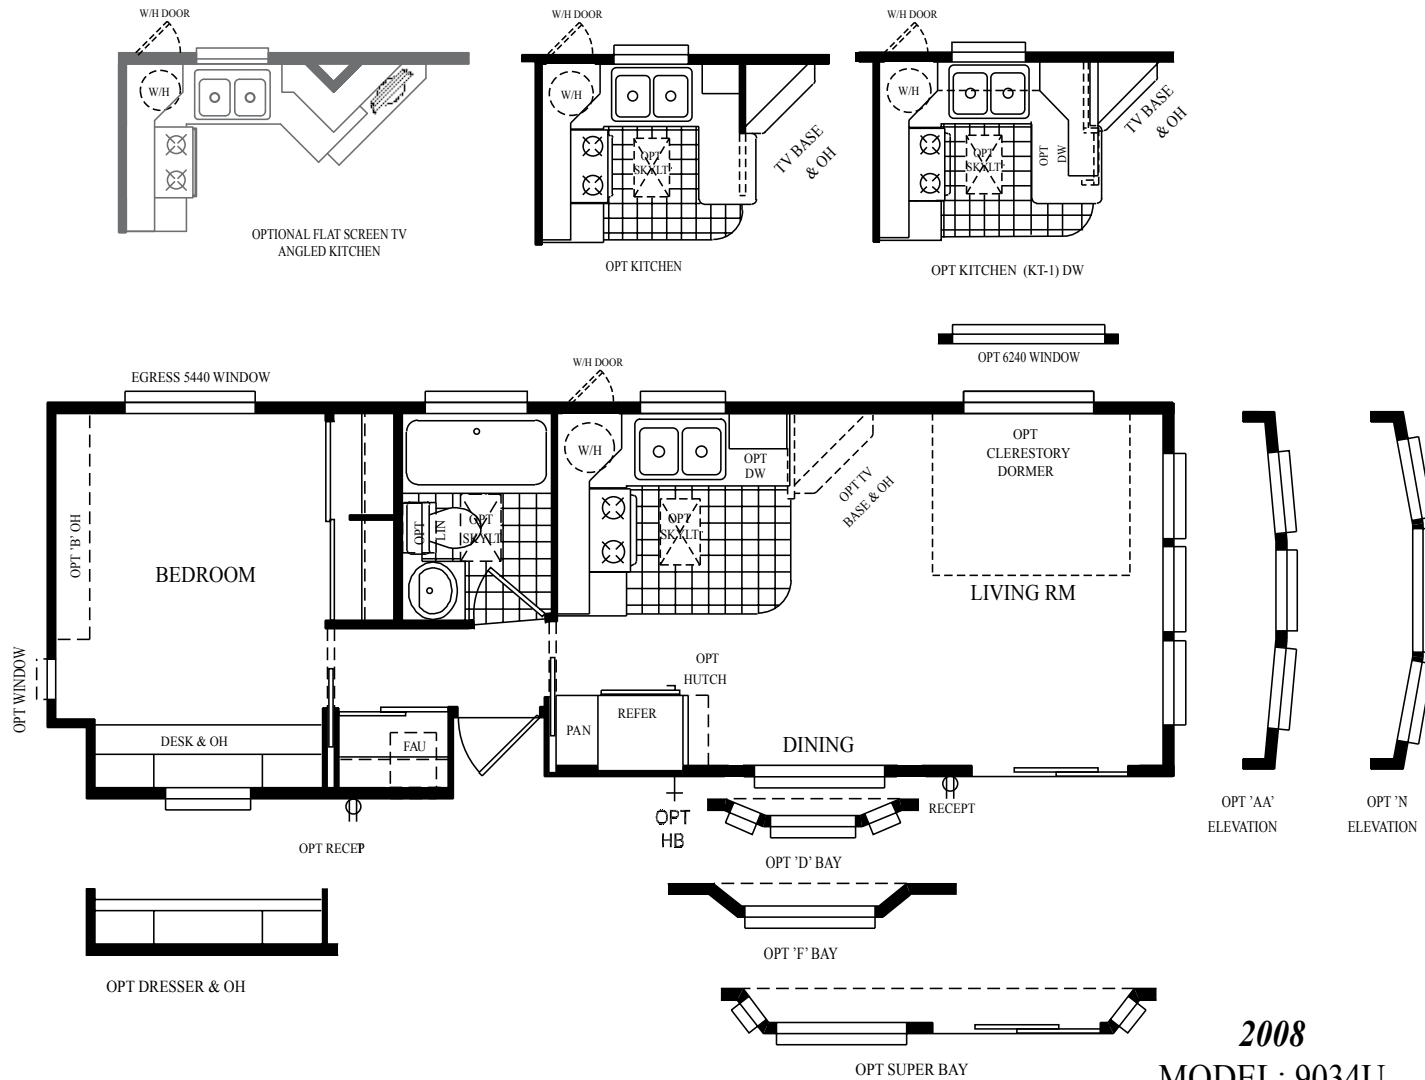 W/H DOOR
W/H
OPTIONAL FLAT SCREEN TV
ANGLED KITCHEN
W/H DOOR
W/H
OPT
SKYLT
TV BASE
& OH
OPT KITCHEN
W/H DOOR
W/H
OPT
SKYLT
OPT
DW
TV BASE
& OH
OPT KITCHEN (KT-1) DW
OPT 6240 WINDOW
EGRESS 5440 WINDOW
W/H DOOR
W/H
OPT
DW
OPT TV
BASE & OH
OPT
CLERESTORY
DORMER
OPT 'B' OH
BEDROOM
OPT
LIN
OPT
SKYLT
OPT
SKYLT
LIVING RM
OPT WINDOW
OPT
HUTCH
DESK & OH
FAU
PAN
REFER
DINING
OPT RECEP
OPT
HB
RECEPT
OPT 'AA'
ELEVATION
OPT 'N
ELEVATION
OPT 'D' BAY
OPT 'F' BAY
OPT DRESSER & OH
OPT SUPER BAY
2008
MODEL: 9034U